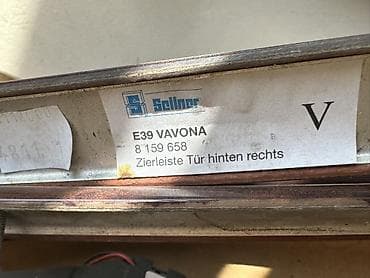 Sellner
E39 VAVONA
8 159 658
Zierleiste Tür hinten rechts
V